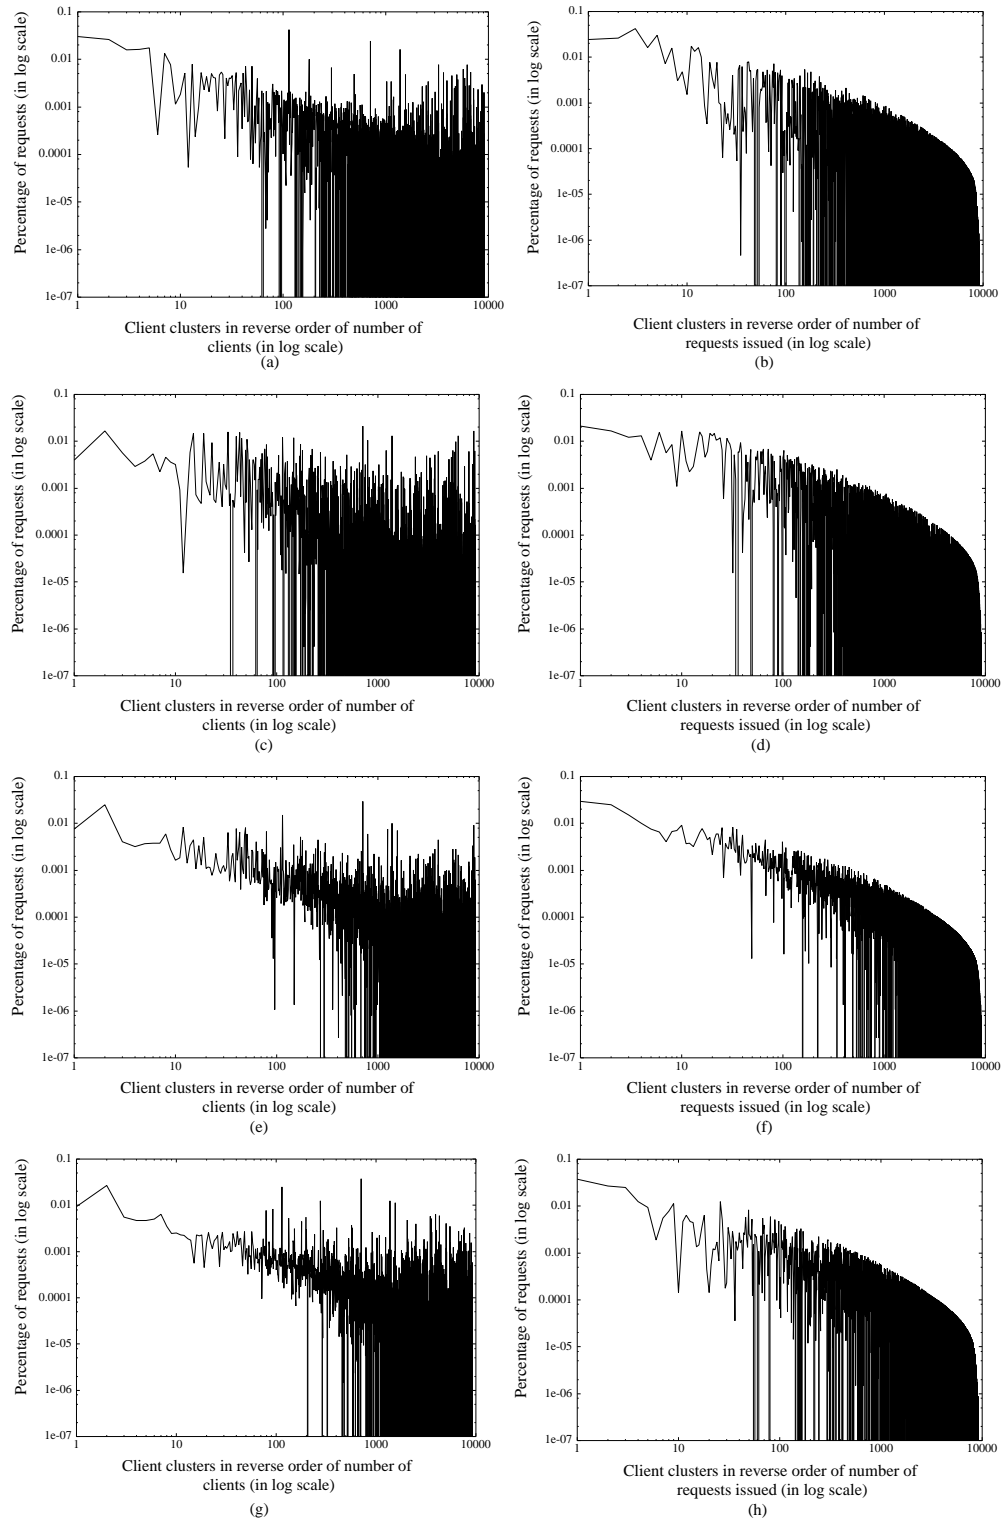 Percentage of requests (in log scale)
0.1
0.01
0.001
0.0001
1e-05
1e-06
1e-07
1
10
100
1000
10000
Client clusters in reverse order of number of
clients (in log scale)
(a)
Percentage of requests (in log scale)
0.1
0.01
0.001
0.0001
1e-05
1e-06
1e-07
1
10
100
1000
10000
Client clusters in reverse order of number of
requests issued (in log scale)
(b)
Percentage of requests (in log scale)
0.1
0.01
0.001
0.0001
1e-05
1e-06
1e-07
1
10
100
1000
10000
Client clusters in reverse order of number of
clients (in log scale)
(c)
Percentage of requests (in log scale)
0.1
0.01
0.001
0.0001
1e-05
1e-06
1e-07
1
10
100
1000
10000
Client clusters in reverse order of number of
requests issued (in log scale)
(d)
Percentage of requests (in log scale)
0.1
0.01
0.001
0.0001
1e-05
1e-06
1e-07
1
10
100
1000
10000
Client clusters in reverse order of number of
clients (in log scale)
(e)
Percentage of requests (in log scale)
0.1
0.01
0.001
0.0001
1e-05
1e-06
1e-07
1
10
100
1000
10000
Client clusters in reverse order of number of
requests issued (in log scale)
(f)
Percentage of requests (in log scale)
0.1
0.01
0.001
0.0001
1e-05
1e-06
1e-07
1
10
100
1000
10000
Client clusters in reverse order of number of
clients (in log scale)
(g)
Percentage of requests (in log scale)
0.1
0.01
0.001
0.0001
1e-05
1e-06
1e-07
1
10
100
1000
10000
Client clusters in reverse order of number of
requests issued (in log scale)
(h)